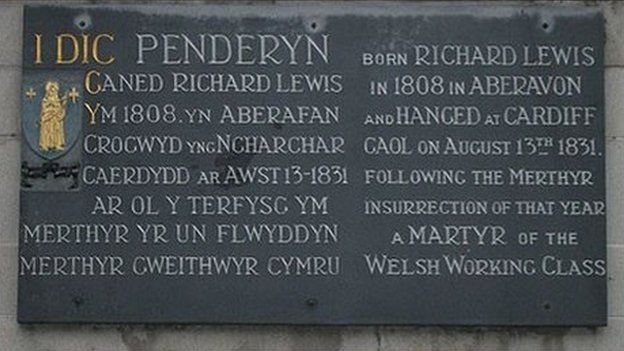 I DIC PENDERYN
GANED RICHARD LEWIS
YM 1808. YN ABERAFAN
CROGWYD YNG NGHARCHAR
CAERDYDD AR AWST 13-1831
AR OL Y TERFYSG YM
MERTHYR YR UN FLWYDDYN
MERTHYR GWEITHWYR CYMRU
BORN RICHARD LEWIS
IN 1808 IN ABERAVON
AND HANGED AT CARDIFF
GAOL ON AUGUST 13TH 1831.
FOLLOWING THE MERTHYR
INSURRECTION OF THAT YEAR
A MARTYR OF THE
WELSH WORKING CLASS